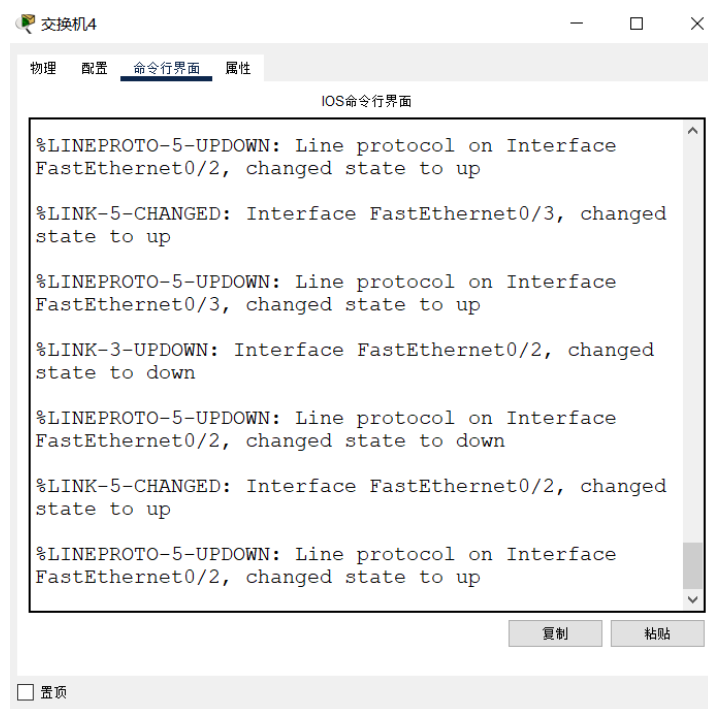 交换机4
物理 配置 命令行界面 属性
IOS命令行界面
%LINEPROTO-5-UPDOWN: Line protocol on Interface
FastEthernet0/2, changed state to up
%LINK-5-CHANGED: Interface FastEthernet0/3, changed
state to up
%LINEPROTO-5-UPDOWN: Line protocol on Interface
FastEthernet0/3, changed state to up
%LINK-3-UPDOWN: Interface FastEthernet0/2, changed
state to down
%LINEPROTO-5-UPDOWN: Line protocol on Interface
FastEthernet0/2, changed state to down
%LINK-5-CHANGED: Interface FastEthernet0/2, changed
state to up
%LINEPROTO-5-UPDOWN: Line protocol on Interface
FastEthernet0/2, changed state to up
复制 粘贴
置顶